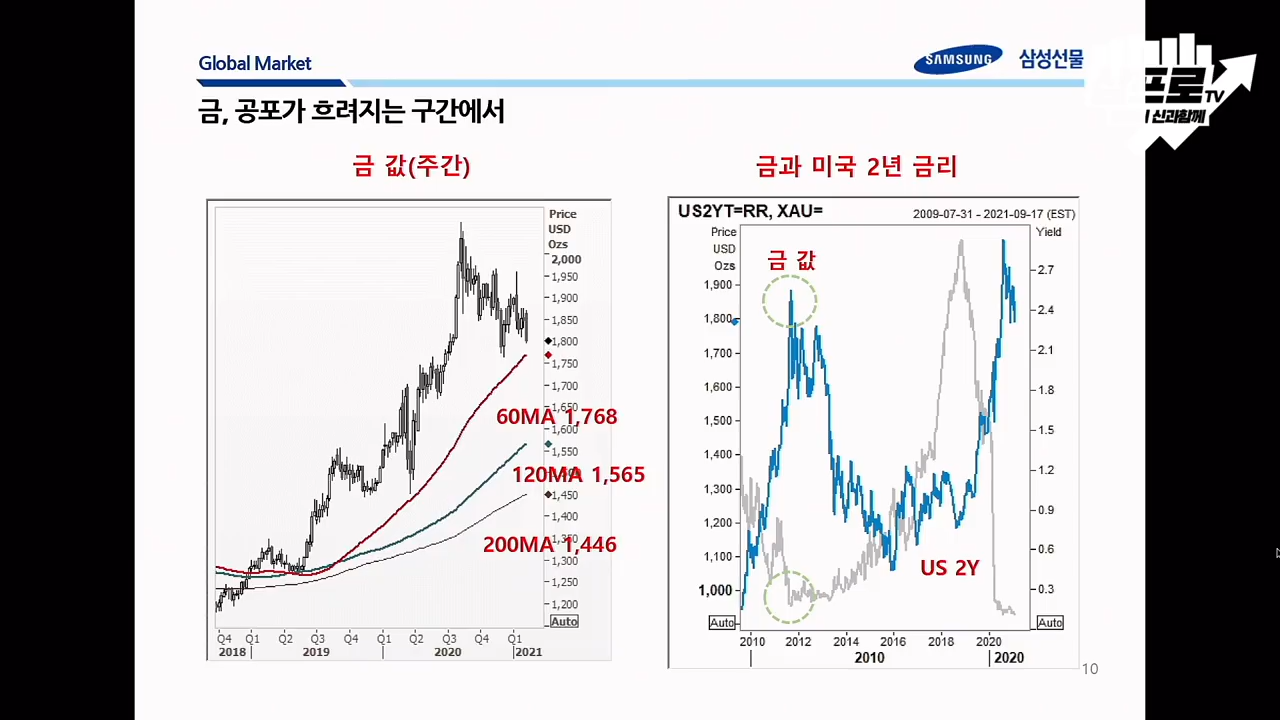 Global Market
SAMSUNG 삼성선물
프로TV
신과함께
금, 공포가 흐려지는 구간에서
금 값(주간)
금과 미국 2년 금리
Price
USD
Ozs
2,000
1,950
1,900
1,850
1,800
1,750
1,700
1,650
1,600
1,550
1,450
1,400
1,350
1,300
1,250
1,200
Auto
60MA 1,768
120MA 1,565
200MA 1,446
Q4 Q1 Q2 Q3 Q4 Q1 Q2 Q3 Q4 Q1
2018 2019 2020 2021
US2YT=RR, XAU= 2009-07-31 - 2021-09-17 (EST)
Price
USD
Ozs
1,900
1,800
1,700
1,600
1,500
1,400
1,300
1,200
1,100
1,000
Auto
금 값
US 2Y
Yield
2.7
2.4
2.1
1.8
1.5
1.2
0.9
0.6
0.3
Auto
2010 2012 2014 2016 2018 2020
2010 2020
10